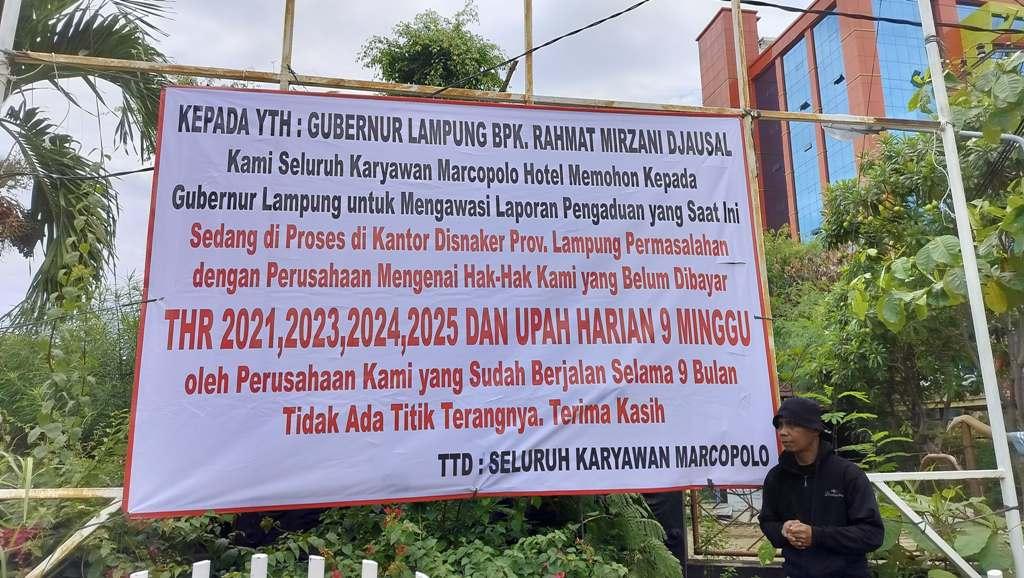 KEPADA YTH : GUBERNUR LAMPUNG BPK. RAHMAT MIRZANI DJAUSAL
Kami Seluruh Karyawan Marcopolo Hotel Memohon Kepada
Gubernur Lampung untuk Mengawasi Laporan Pengaduan yang Saat Ini
Sedang di Proses di Kantor Disnaker Prov. Lampung Permasalahan
dengan Perusahaan Mengenai Hak-Hak Kami yang Belum Dibayar
THR 2021,2023,2024,2025 DAN UPAH HARIAN 9 MINGGU
oleh Perusahaan Kami yang Sudah Berjalan Selama 9 Bulan
Tidak Ada Titik Terangnya. Terima Kasih
TTD : SELURUH KARYAWAN MARCOPOLO